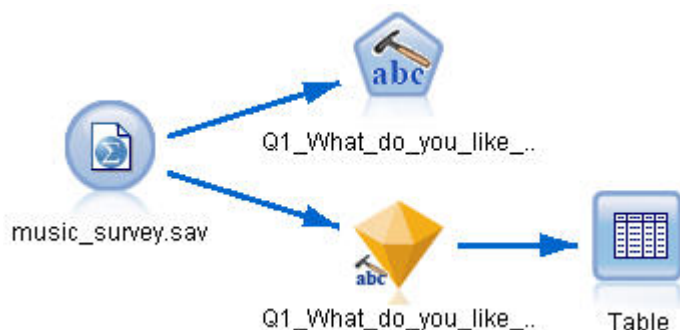 abc
Q1_What_do_you_like_..
music_survey.sav
abc
Q1_What_do_you_like_..
Table